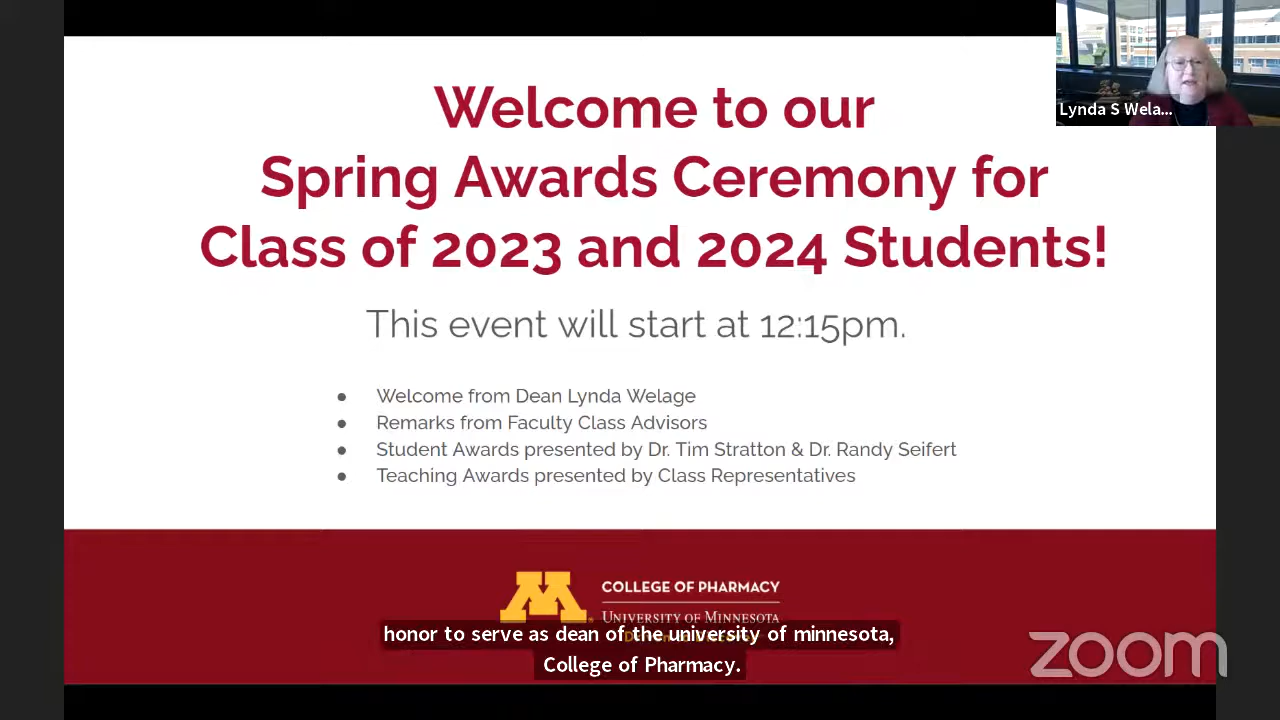 Welcome to our
Spring Awards Ceremony for
Class of 2023 and 2024 Students!
This event will start at 12:15pm.
● Welcome from Dean Lynda Welage
● Remarks from Faculty Class Advisors
● Student Awards presented by Dr. Tim Stratton & Dr. Randy Seifert
● Teaching Awards presented by Class Representatives
Lynda S Wela...
M
COLLEGE OF PHARMACY
UNIVERSITY OF MINNESOTA
honor to serve as dean of the university of minnesota,
College of Pharmacy.
zoom